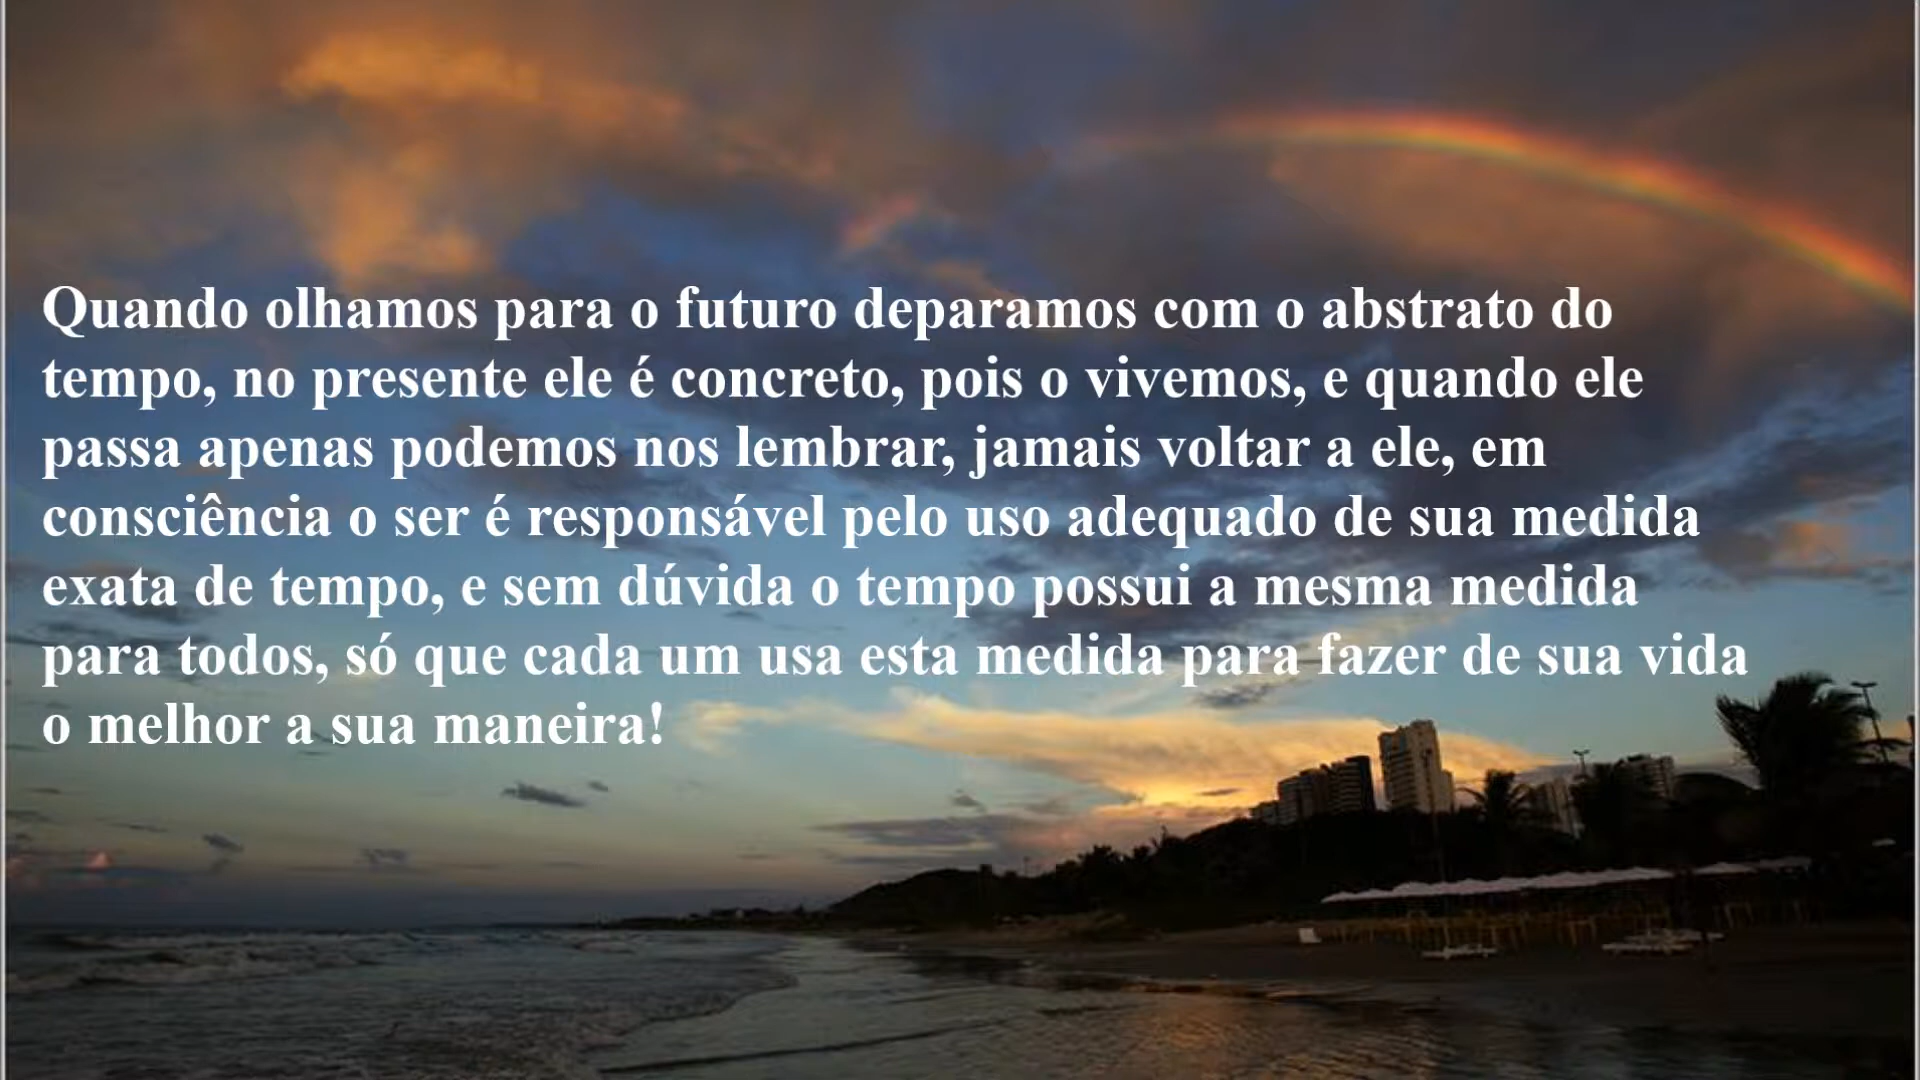 Quando olhamos para o futuro deparamos com o abstrato do
tempo, no presente ele é concreto, pois o vivemos, e quando ele
passa apenas podemos nos lembrar, jamais voltar a ele, em
consciência o ser é responsável pelo uso adequado de sua medida
exata de tempo, e sem dúvida o tempo possui a mesma medida
para todos, só que cada um usa esta medida para fazer de sua vida
o melhor a sua maneira!